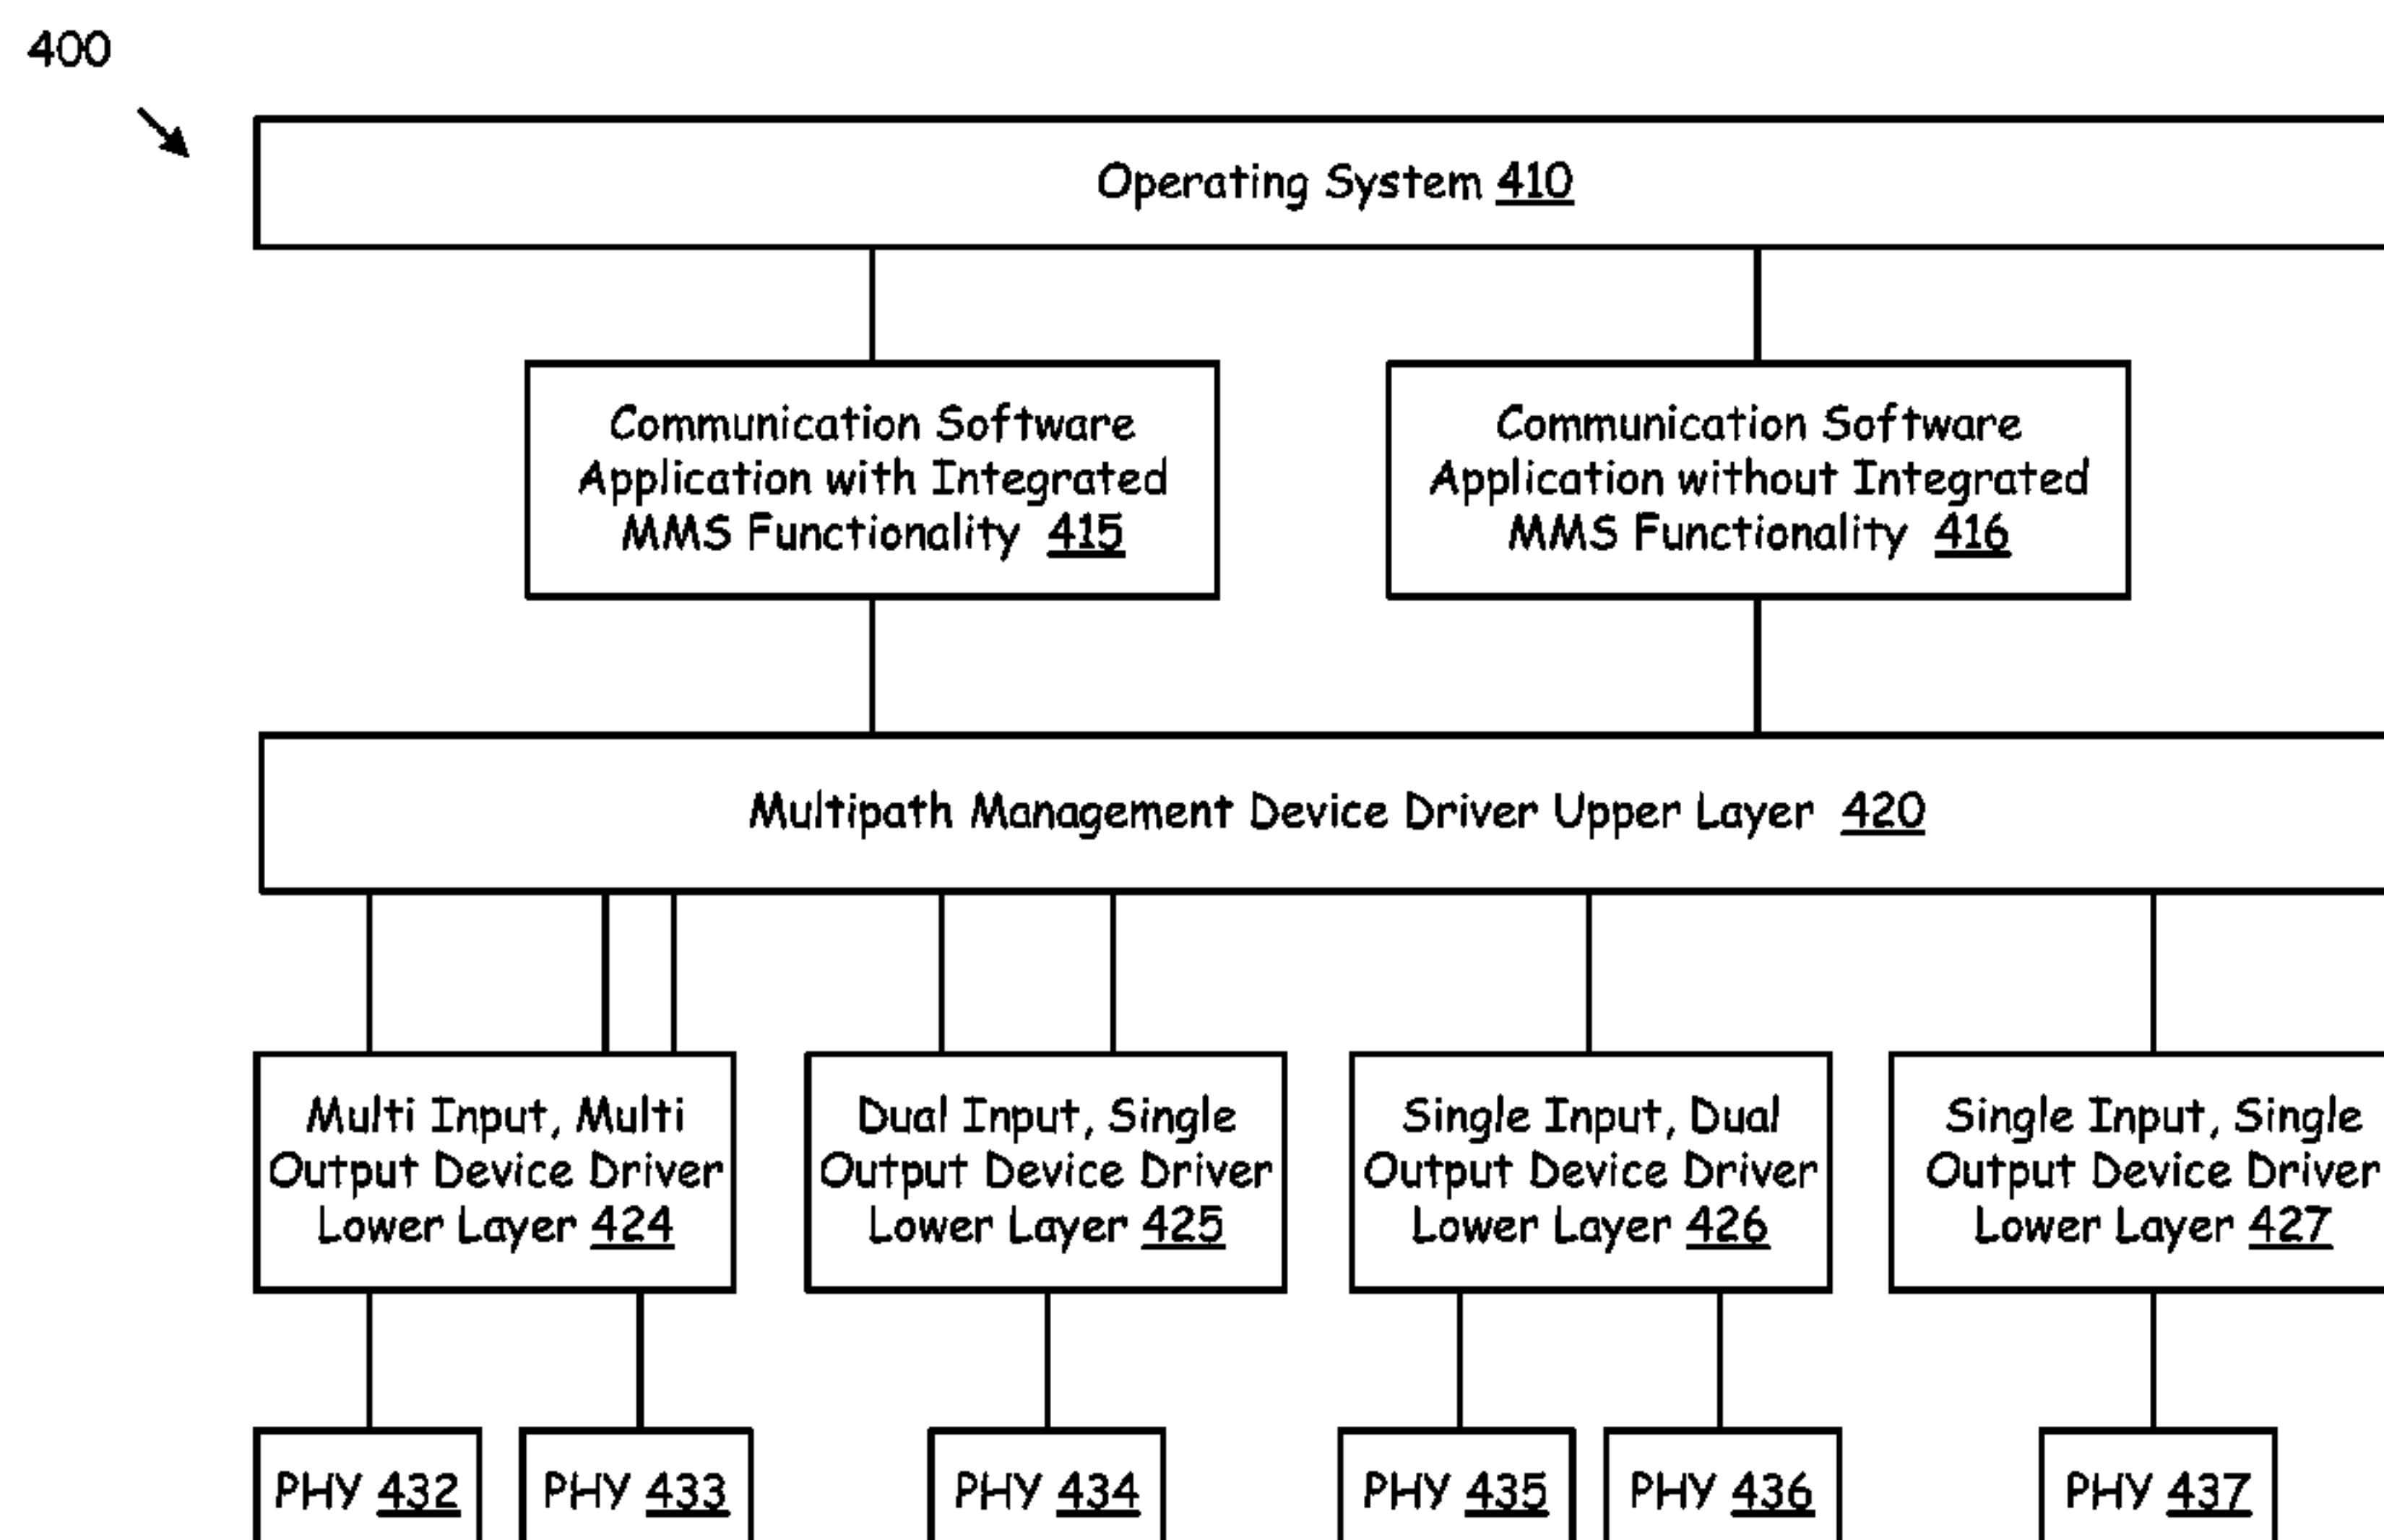 400
Operating System 410
Communication Software
Application with Integrated
MMS Functionality 415
Communication Software
Application without Integrated
MMS Functionality 416
Multipath Management Device Driver Upper Layer 420
Multi Input, Multi
Output Device Driver
Lower Layer 424
Dual Input, Single
Output Device Driver
Lower Layer 425
Single Input, Dual
Output Device Driver
Lower Layer 426
Single Input, Single
Output Device Driver
Lower Layer 427
PHY 432
PHY 433
PHY 434
PHY 435
PHY 436
PHY 437